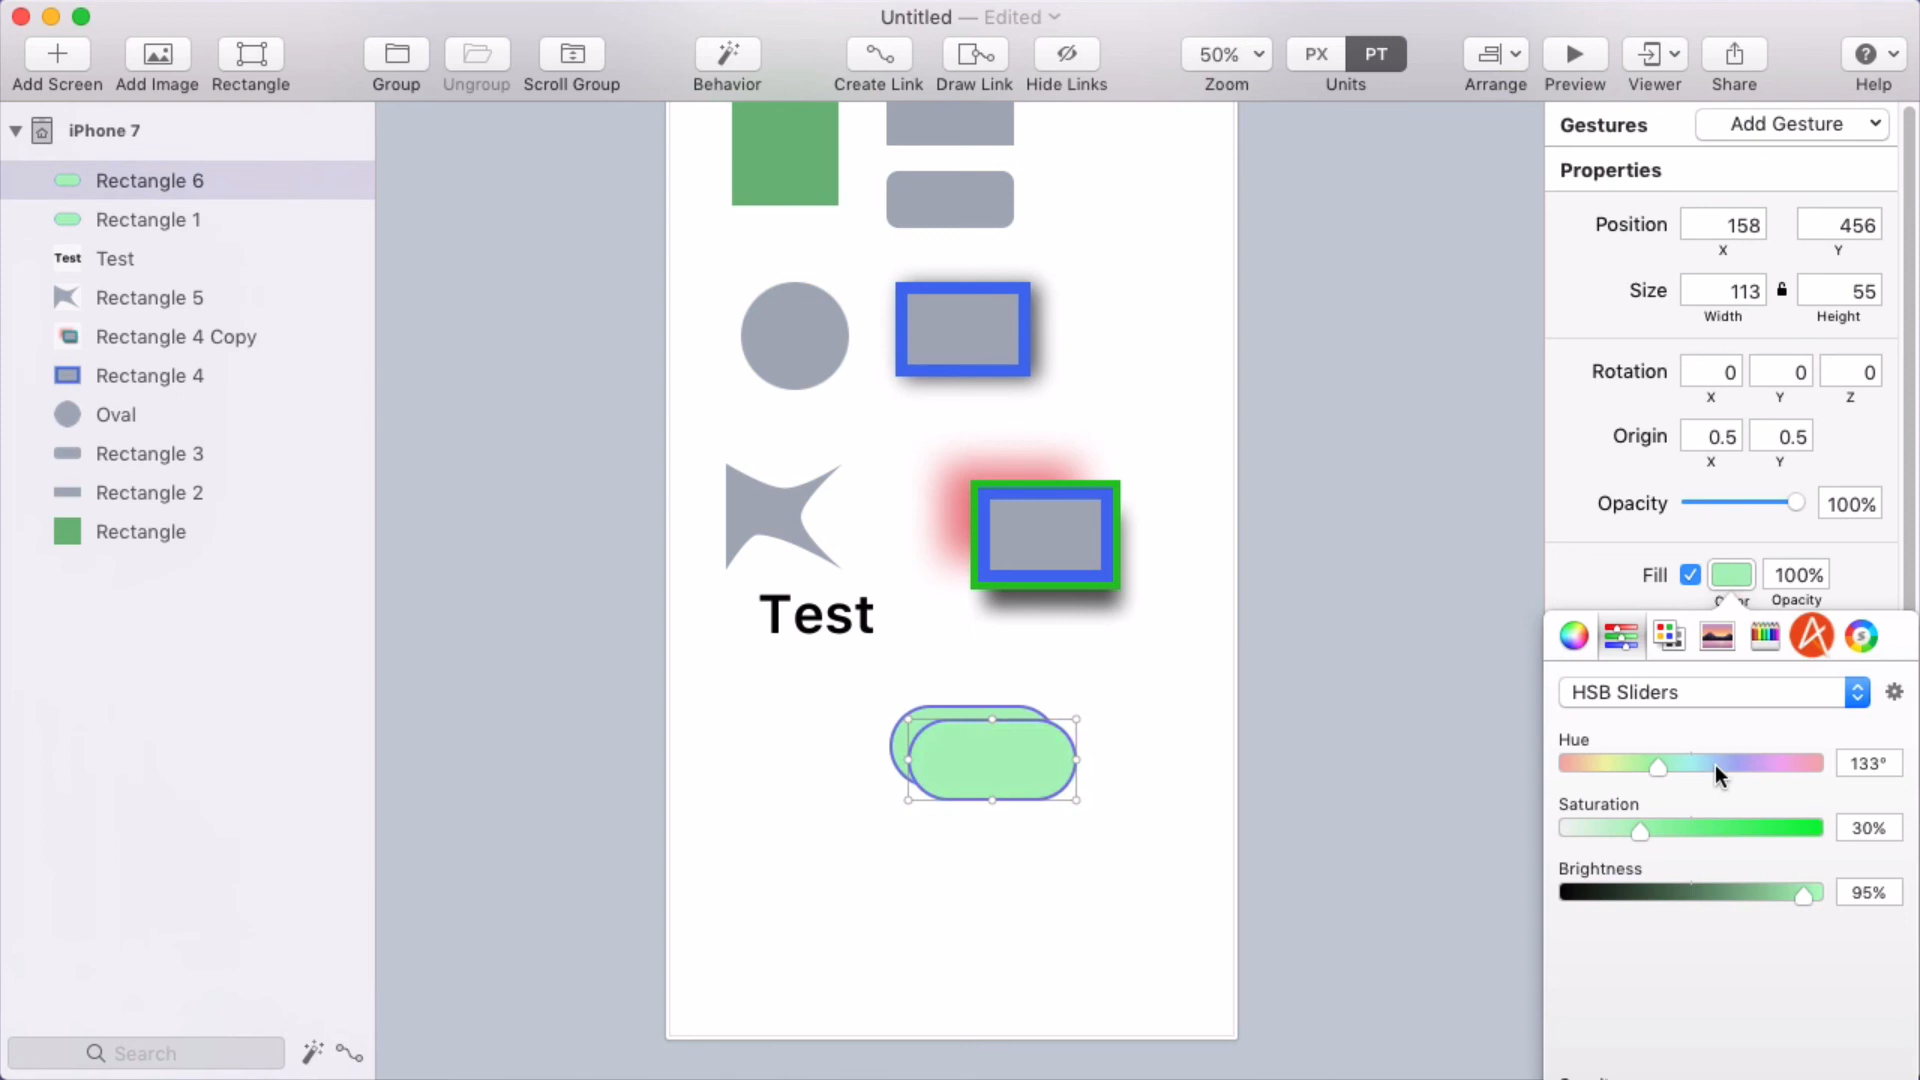 Untitled — Edited
50% PX PT
Add Screen Add Image Rectangle Group Ungroup Scroll Group Behavior Create Link Draw Link Hide Links Zoom Units Arrange Preview Viewer Share Help
iPhone 7
Rectangle 6
Rectangle 1
Test Test
Rectangle 5
Rectangle 4 Copy
Rectangle 4
Oval
Rectangle 3
Rectangle 2
Rectangle
Search
Test
Gestures Add Gesture
Properties
Position 158 456
X Y
Size 113 55
Width Height
Rotation 0 0 0
X Y Z
Origin 0.5 0.5
X Y
Opacity 100%
Fill 100%
Opacity
HSB Sliders
Hue
133°
Saturation
30%
Brightness
95%